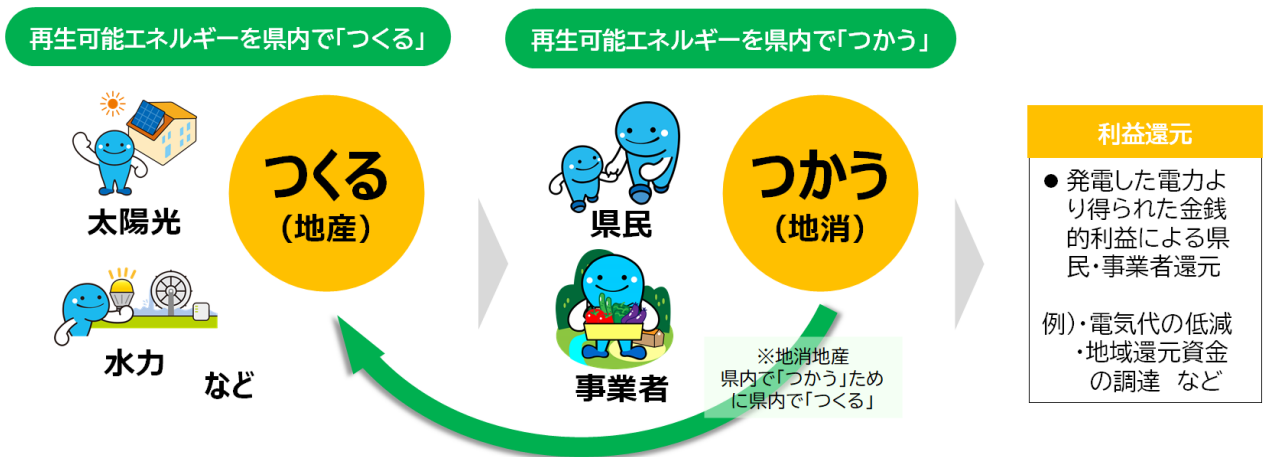 再生可能エネルギーを県内で「つくる」
太陽光
水力
など
つくる
（地産）
再生可能エネルギーを県内で「つかう」
県民
事業者
つかう
（地消）
※地消地産
県内で「つかう」ため
に県内で「つくる」
利益還元
● 発電した電力よ
り得られた金銭
的利益による県
民・事業者還元
例）・電気代の低減
・地域還元資金
の調達 など